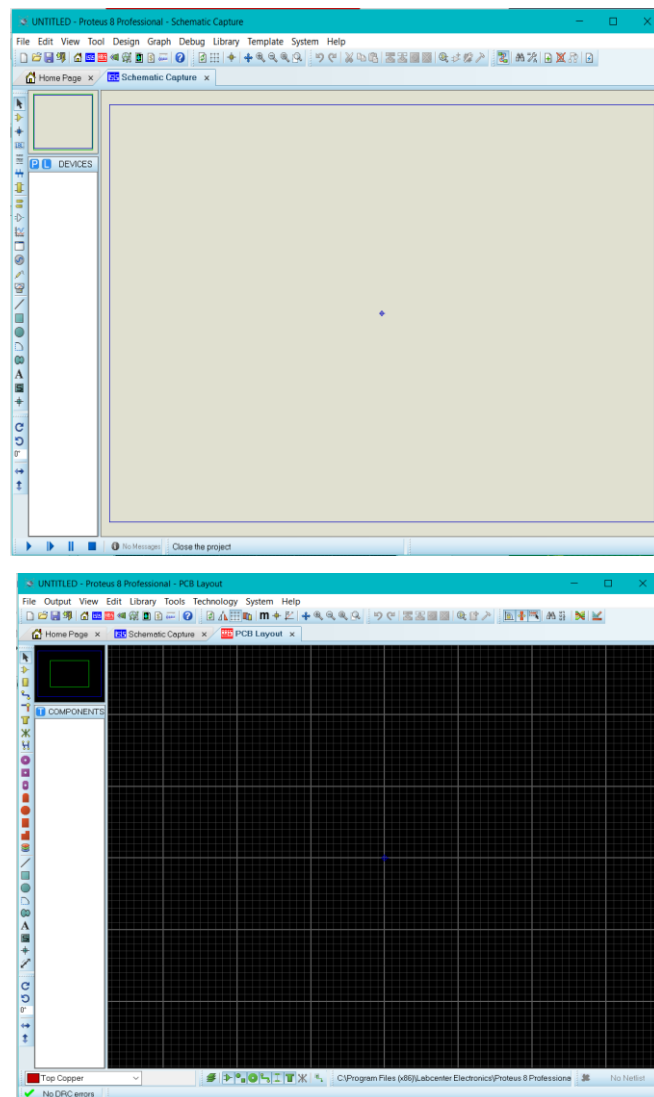 UNTITLED - Proteus 8 Professional - Schematic Capture
File Edit View Tool Design Graph Debug Library Template System Help
Home Page × Schematic Capture ×
P L DEVICES
A
0°
No Messages Close the project
UNTITLED - Proteus 8 Professional - PCB Layout
File Output View Edit Library Tools Technology System Help
Home Page × Schematic Capture × PCB Layout ×
T COMPONENTS
A
0°
Top Copper C:\Program Files (x86)\Labcenter Electronics\Proteus 8 Professiona No Netlist
No DRC errors